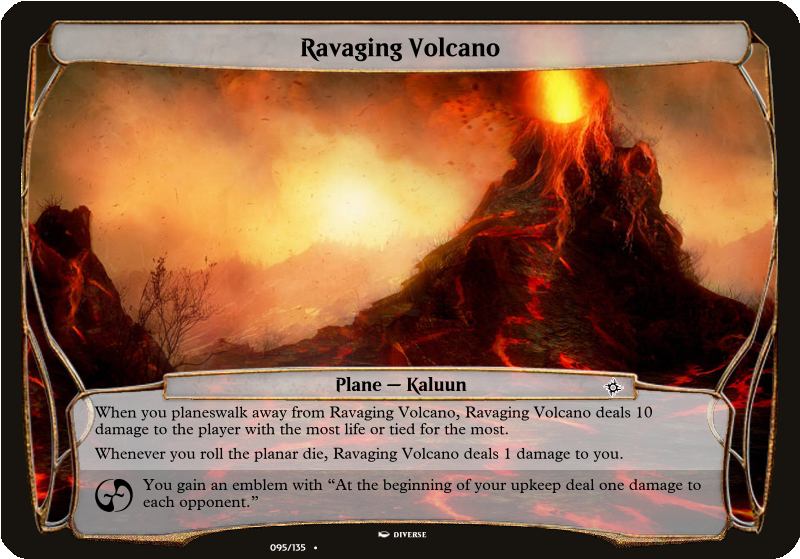 Ravaging Volcano
Plane — Kaluun
When you planeswalk away from Ravaging Volcano, Ravaging Volcano deals 10
damage to the player with the most life or tied for the most.
Whenever you roll the planar die, Ravaging Volcano deals 1 damage to you.
You gain an emblem with “At the beginning of your upkeep deal one damage to
each opponent.”
DIVERSE
095/135 •